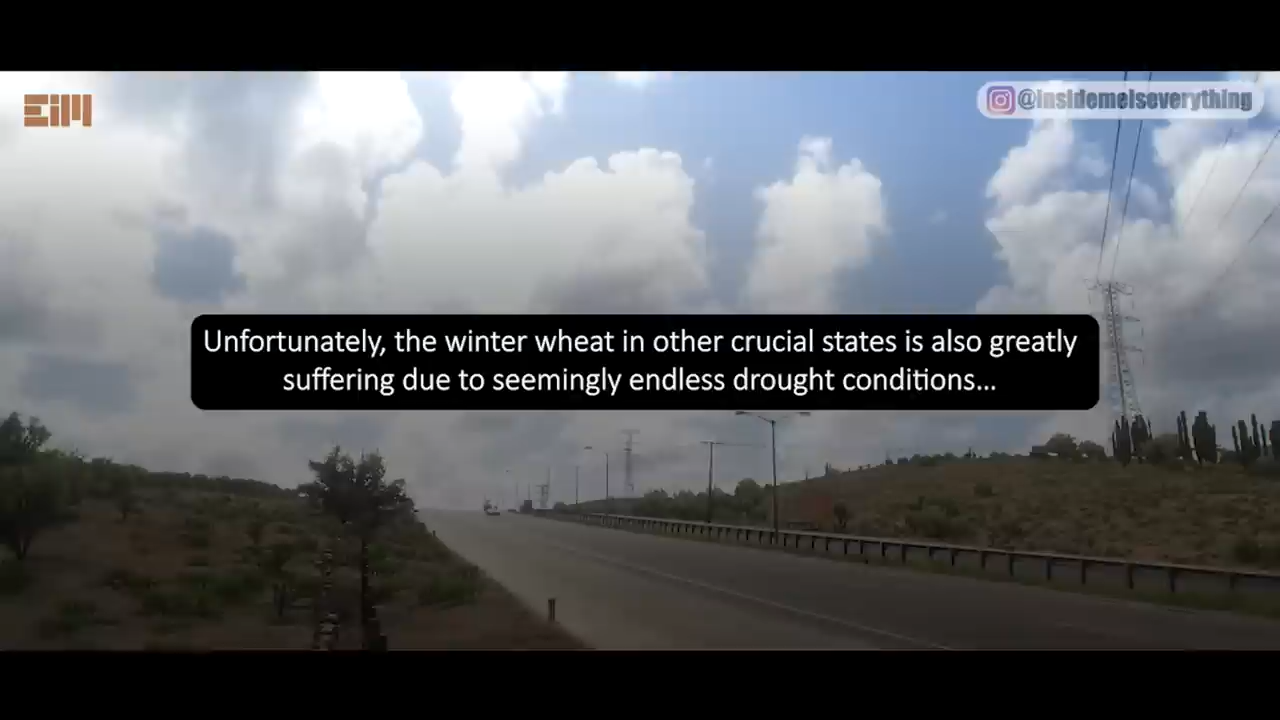 EiM
@insidemeiseverything
Unfortunately, the winter wheat in other crucial states is also greatly
suffering due to seemingly endless drought conditions...